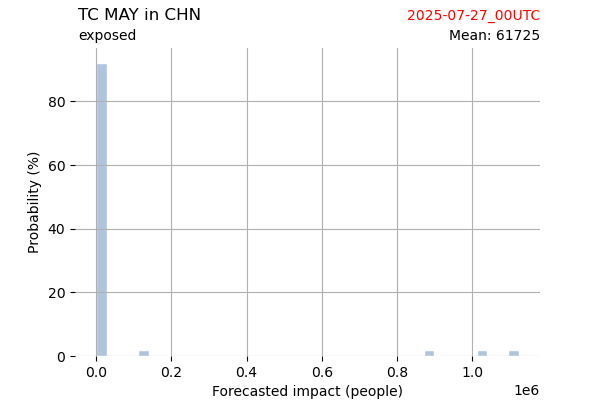 TC MAY in CHN
2025-07-27_00UTC
exposed
Mean: 61725
Probability (%)
80
60
40
20
0
0.0 0.2 0.4 0.6 0.8 1.0
1e6
Forecasted impact (people)